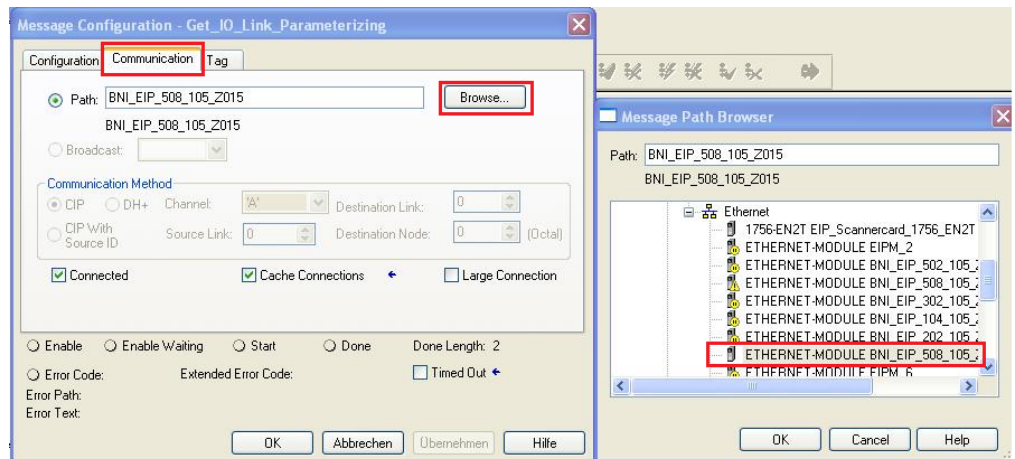 Message Configuration - Get_IO_Link_Parameterizing
Configuration Communication Tag
Path: BNI_EIP_508_105_Z015 Browse...
BNI_EIP_508_105_Z015
Broadcast:
Communication Method
CIP DH+ Channel: 'A' Destination Link: 0
CIP With Source ID Source Link: 0 Destination Node: 0 (Octal)
Connected Cache Connections ← Large Connection
Enable Enable Waiting Start Done Done Length: 2
Error Code: Extended Error Code: Timed Out ←
Error Path:
Error Text:
OK Abbrechen Übernehmen Hilfe
Message Path Browser
Path: BNI_EIP_508_105_Z015
BNI_EIP_508_105_Z015
Ethernet
1756-EN2T EIP_Scannercard_1756_EN2T
ETHERNET-MODULE EIPM_2
ETHERNET-MODULE BNI_EIP_502_105_
ETHERNET-MODULE BNI_EIP_508_105_
ETHERNET-MODULE BNI_EIP_302_105_
ETHERNET-MODULE BNI_EIP_104_105_
ETHERNET-MODULE BNI_EIP_202_105_
ETHERNET-MODULE BNI_EIP_508_105_
ETHERNET-MODULE EIPM_6
OK Cancel Help